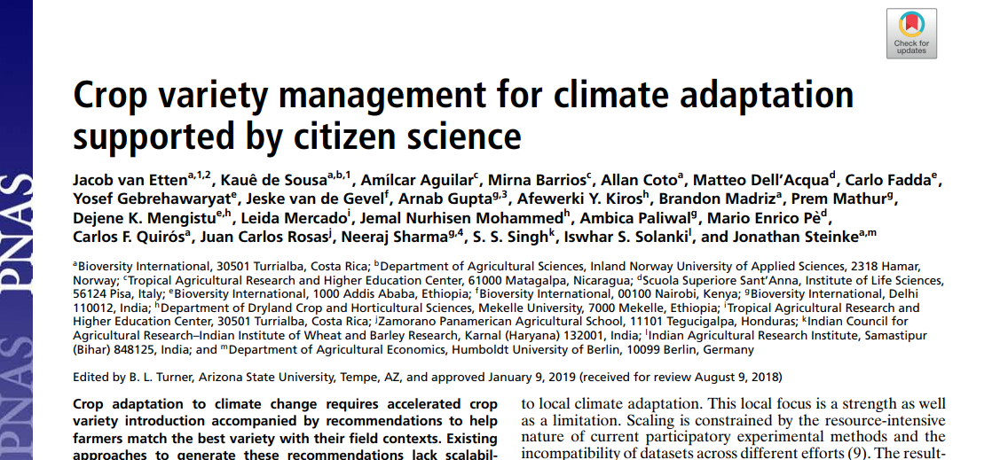 Check for
updates
Crop variety management for climate adaptation
supported by citizen science
Jacob van Etten^a,1,2, Kauê de Sousa^a,b,1, Amílcar Aguilar^c, Mirna Barrios^c, Allan Coto^a, Matteo Dell'Acqua^d, Carlo Fadda^e,
Yosef Gebrehawaryat^e, Jeske van de Gevel^f, Arnab Gupta^g,3, Afewerki Y. Kiros^h, Brandon Madriz^a, Prem Mathur^g,
Dejene K. Mengistu^e,h, Leida Mercado^i, Jemal Nurhisen Mohammed^h, Ambica Paliwal^g, Mario Enrico Pè^d,
Carlos F. Quirós^a, Juan Carlos Rosas^j, Neeraj Sharma^g,4, S. S. Singh^k, Iswhar S. Solanki^l, and Jonathan Steinke^a,m
^aBioversity International, 30501 Turrialba, Costa Rica; ^bDepartment of Agricultural Sciences, Inland Norway University of Applied Sciences, 2318 Hamar,
Norway; ^cTropical Agricultural Research and Higher Education Center, 61000 Matagalpa, Nicaragua; ^dScuola Superiore Sant'Anna, Institute of Life Sciences,
56124 Pisa, Italy; ^eBioversity International, 1000 Addis Ababa, Ethiopia; ^fBioversity International, 00100 Nairobi, Kenya; ^gBioversity International, Delhi
110012, India; ^hDepartment of Dryland Crop and Horticultural Sciences, Mekelle University, 7000 Mekelle, Ethiopia; ^iTropical Agricultural Research and
Higher Education Center, 30501 Turrialba, Costa Rica; ^jZamorano Panamerican Agricultural School, 11101 Tegucigalpa, Honduras; ^kIndian Council for
Agricultural Research–Indian Institute of Wheat and Barley Research, Karnal (Haryana) 132001, India; ^lIndian Agricultural Research Institute, Samastipur
(Bihar) 848125, India; and ^mDepartment of Agricultural Economics, Humboldt University of Berlin, 10099 Berlin, Germany
Edited by B. L. Turner, Arizona State University, Tempe, AZ, and approved January 9, 2019 (received for review August 9, 2018)
Crop adaptation to climate change requires accelerated crop
variety introduction accompanied by recommendations to help
farmers match the best variety with their field contexts. Existing
approaches to generate these recommendations lack scalabil-
to local climate adaptation. This local focus is a strength as well
as a limitation. Scaling is constrained by the resource-intensive
nature of current participatory experimental methods and the
incompatibility of datasets across different efforts (9). The result-
PNAS
PNAS